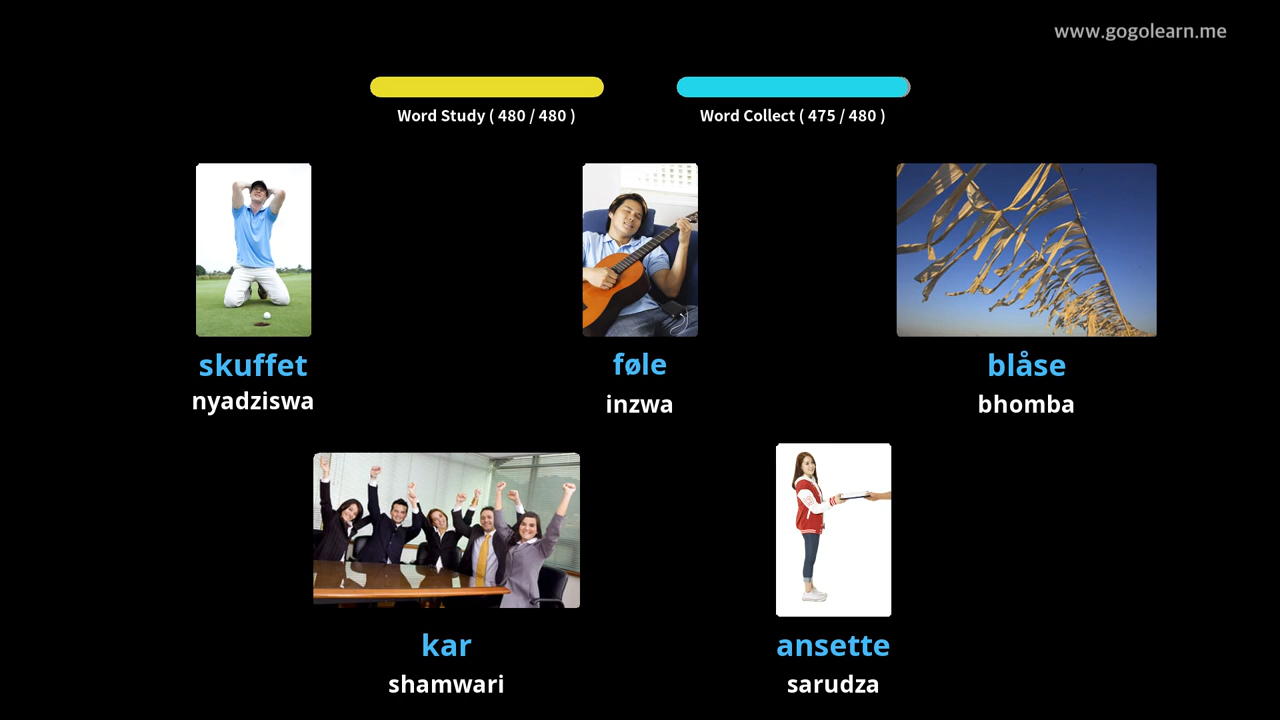 www.gogolearn.me
Word Study ( 480 / 480 )
Word Collect ( 475 / 480 )
skuffet
nyadziswa
føle
inzwa
blåse
bhomba
kar
shamwari
ansette
sarudza